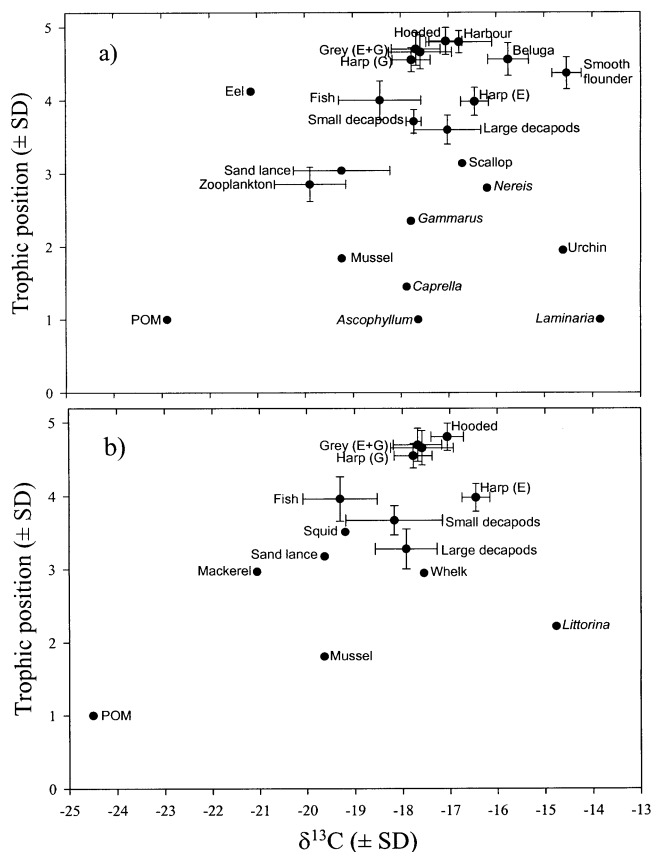 a)
Trophic position (± SD)
5
4
3
2
1
0
Hooded
Harbour
Grey (E+G)
Harp (G)
Beluga
Smooth
flounder
Eel
Fish
Harp (E)
Small decapods
Large decapods
Sand lance
Scallop
Zooplankton
Nereis
Gammarus
Mussel
Urchin
Caprella
POM
Ascophyllum
Laminaria
b)
Trophic position (± SD)
5
4
3
2
1
0
Hooded
Grey (E+G)
Harp (G)
Harp (E)
Fish
Small decapods
Squid
Sand lance
Large decapods
Mackerel
Whelk
Littorina
Mussel
POM
-25 -24 -23 -22 -21 -20 -19 -18 -17 -16 -15 -14 -13
δ¹³C (± SD)